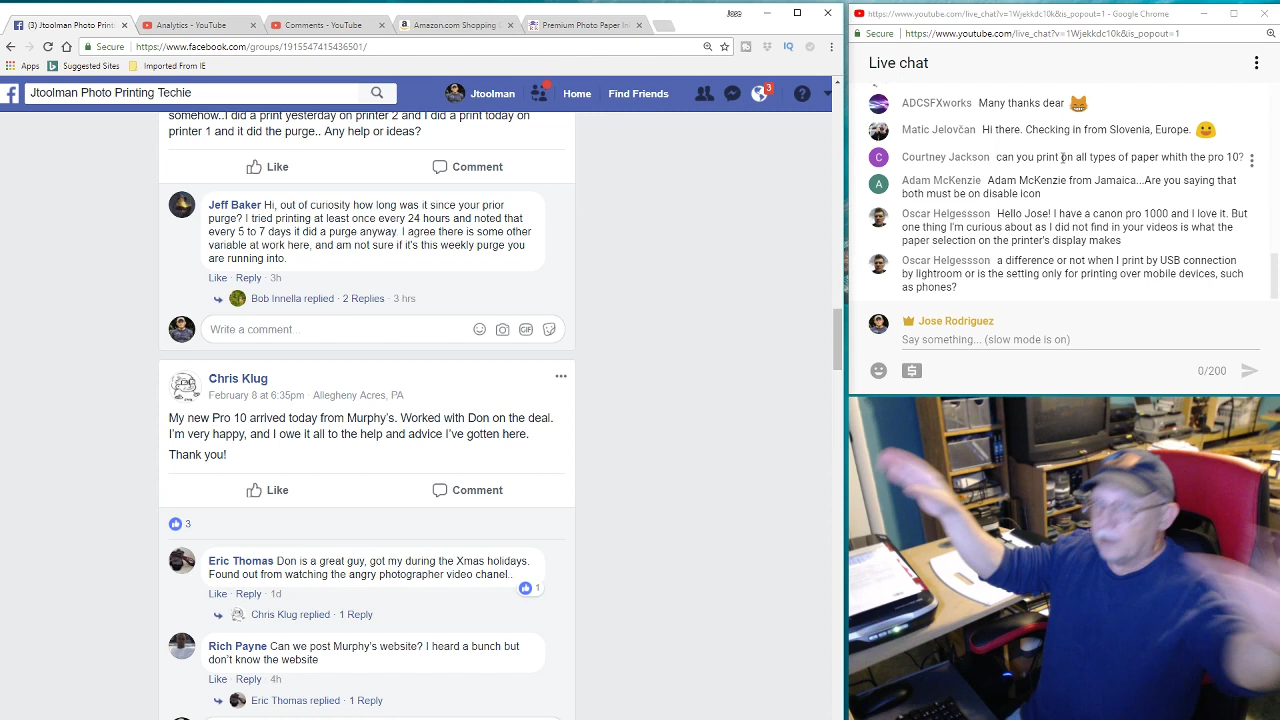 (3) Jtoolman Photo Print
Analytics - YouTube
Comments - YouTube
Amazon.com Shopping C
Premium Photo Paper In
Jose
Secure
https://www.facebook.com/groups/1915547415436501/
Apps
Suggested Sites
Imported From IE
Jtoolman Photo Printing Techie
Jtoolman
Home
Find Friends
3
somehow..I did a print yesterday on printer 2 and I did a print today on
printer 1 and it did the purge.. Any help or ideas?
Like
Comment
Jeff Baker Hi, out of curiosity how long was it since your prior
purge? I tried printing at least once every 24 hours and noted that
every 5 to 7 days it did a purge anyway. I agree there is some other
variable at work here, and am not sure if it's this weekly purge you
are running into.
Like · Reply · 3h
Bob Innella replied · 2 Replies · 3 hrs
Write a comment...
Chris Klug
February 8 at 6:35pm Allegheny Acres, PA
My new Pro 10 arrived today from Murphy's. Worked with Don on the deal.
I'm very happy, and I owe it all to the help and advice I've gotten here.
Thank you!
Like
Comment
3
Eric Thomas Don is a great guy, got my during the Xmas holidays.
Found out from watching the angry photographer video chanel..
1
Like · Reply · 1d
Chris Klug replied · 1 Reply
Rich Payne Can we post Murphy's website? I heard a bunch but
don't know the website
Like · Reply · 4h
Eric Thomas replied · 1 Reply
https://www.youtube.com/live_chat?v=1Wjekkdc10k&is_popout=1 - Google Chrome
Secure
https://www.youtube.com/live_chat?v=1Wjekkdc10k&is_popout=1
Live chat
ADCSFXworks Many thanks dear
Matic Jelovčan Hi there. Checking in from Slovenia, Europe.
C
Courtney Jackson can you print on all types of paper whith the pro 10?
A
Adam McKenzie Adam McKenzie from Jamaica...Are you saying that
both must be on disable icon
Oscar Helgessson Hello Jose! I have a canon pro 1000 and I love it. But
one thing I'm curious about as I did not find in your videos is what the
paper selection on the printer's display makes
Oscar Helgessson a difference or not when I print by USB connection
by lightroom or is the setting only for printing over mobile devices, such
as phones?
Jose Rodriguez
Say something... (slow mode is on)
0/200